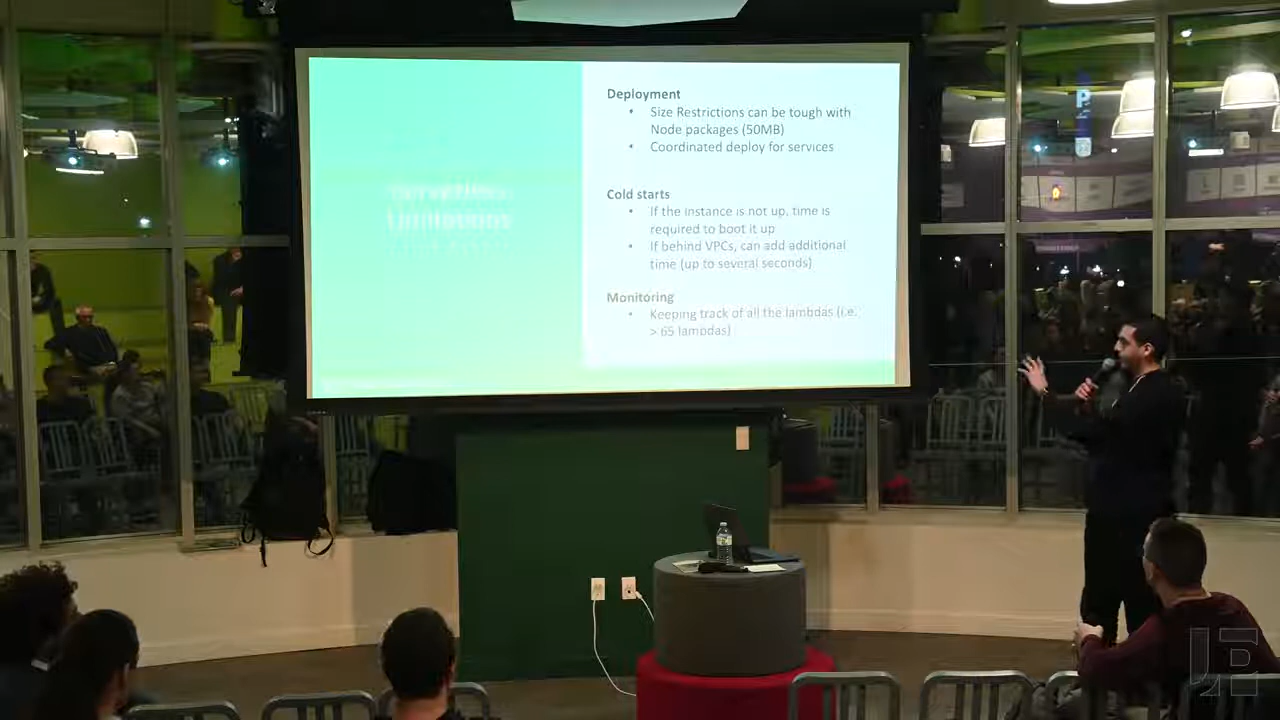 Serverless
Limitations
Deployment
• Size Restrictions can be tough with
Node packages (50MB)
• Coordinated deploy for services
Cold starts
• If the instance is not up, time is
required to boot it up
• If behind VPCs, can add additional
time (up to several seconds)
Monitoring
• Keeping track of all the lambdas (i.e.
> 65 lambdas)
P